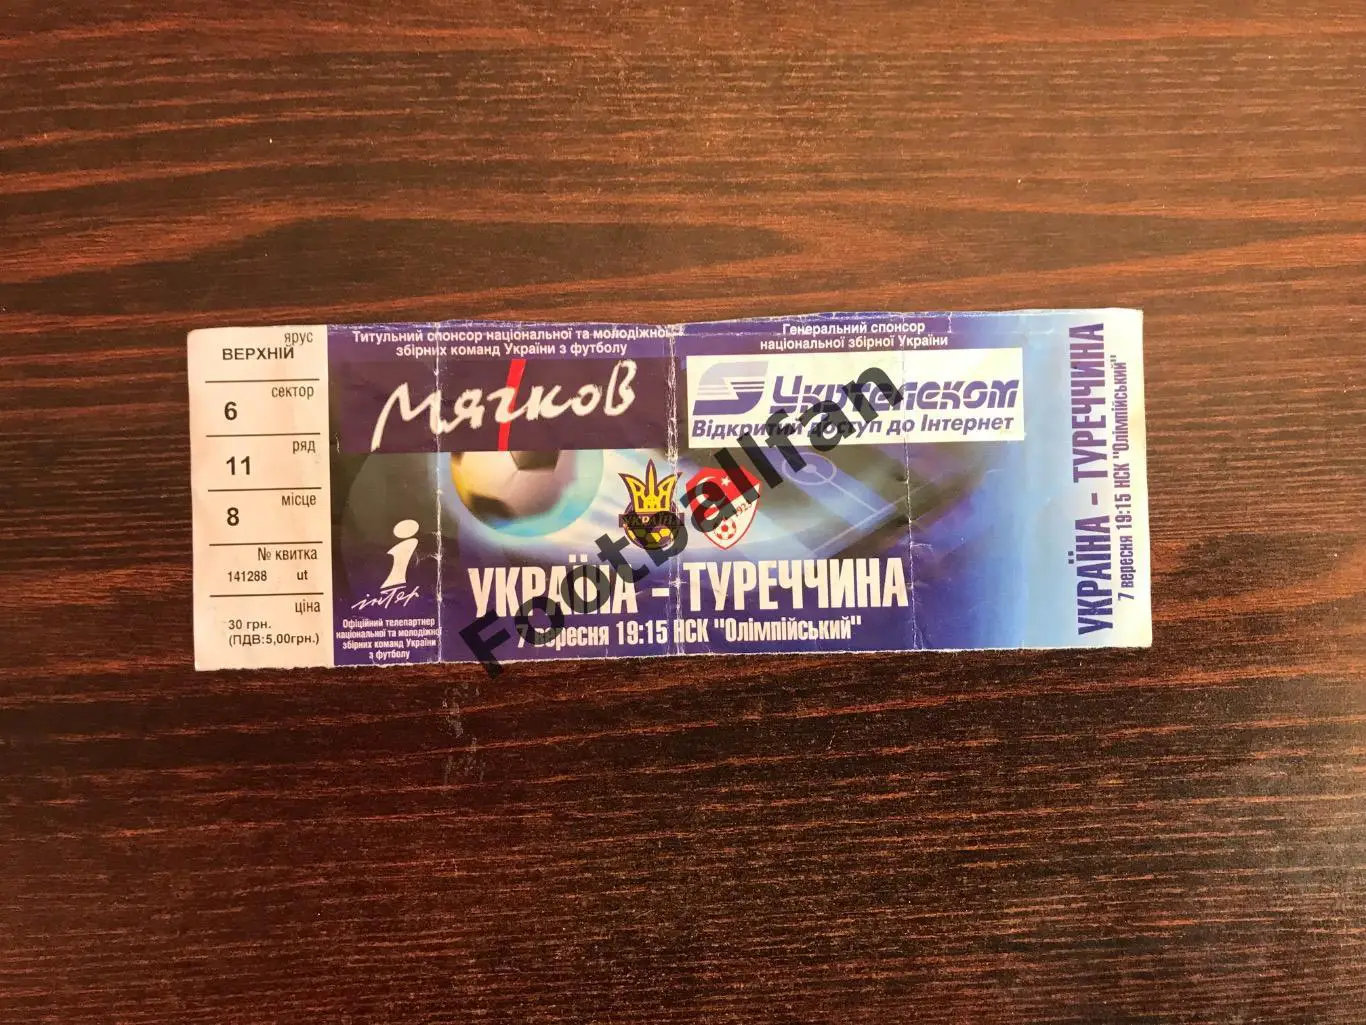 ярус
ВЕРХНІЙ
сектор
6
ряд
11
місце
8
№ квитка
141288 ut
ціна
30 грн.
(ПДВ:5,00грн.)
Титульний спонсор національної та молодіжної
збірних команд України з футболу
Мягков
Генеральний спонсор
національної збірної України
Укртелеком
Відкритий доступ до Інтернет
УКРАЇНА
1923
інтер
Офіційний телепартнер
національної та молодіжної
збірних команд України
з футболу
УКРАЇНА - ТУРЕЧЧИНА
7 вересня 19:15 НСК "Олімпійський"
УКРАЇНА - ТУРЕЧЧИНА
7 вересня 19:15 НСК "Олімпійський"
Footballfan